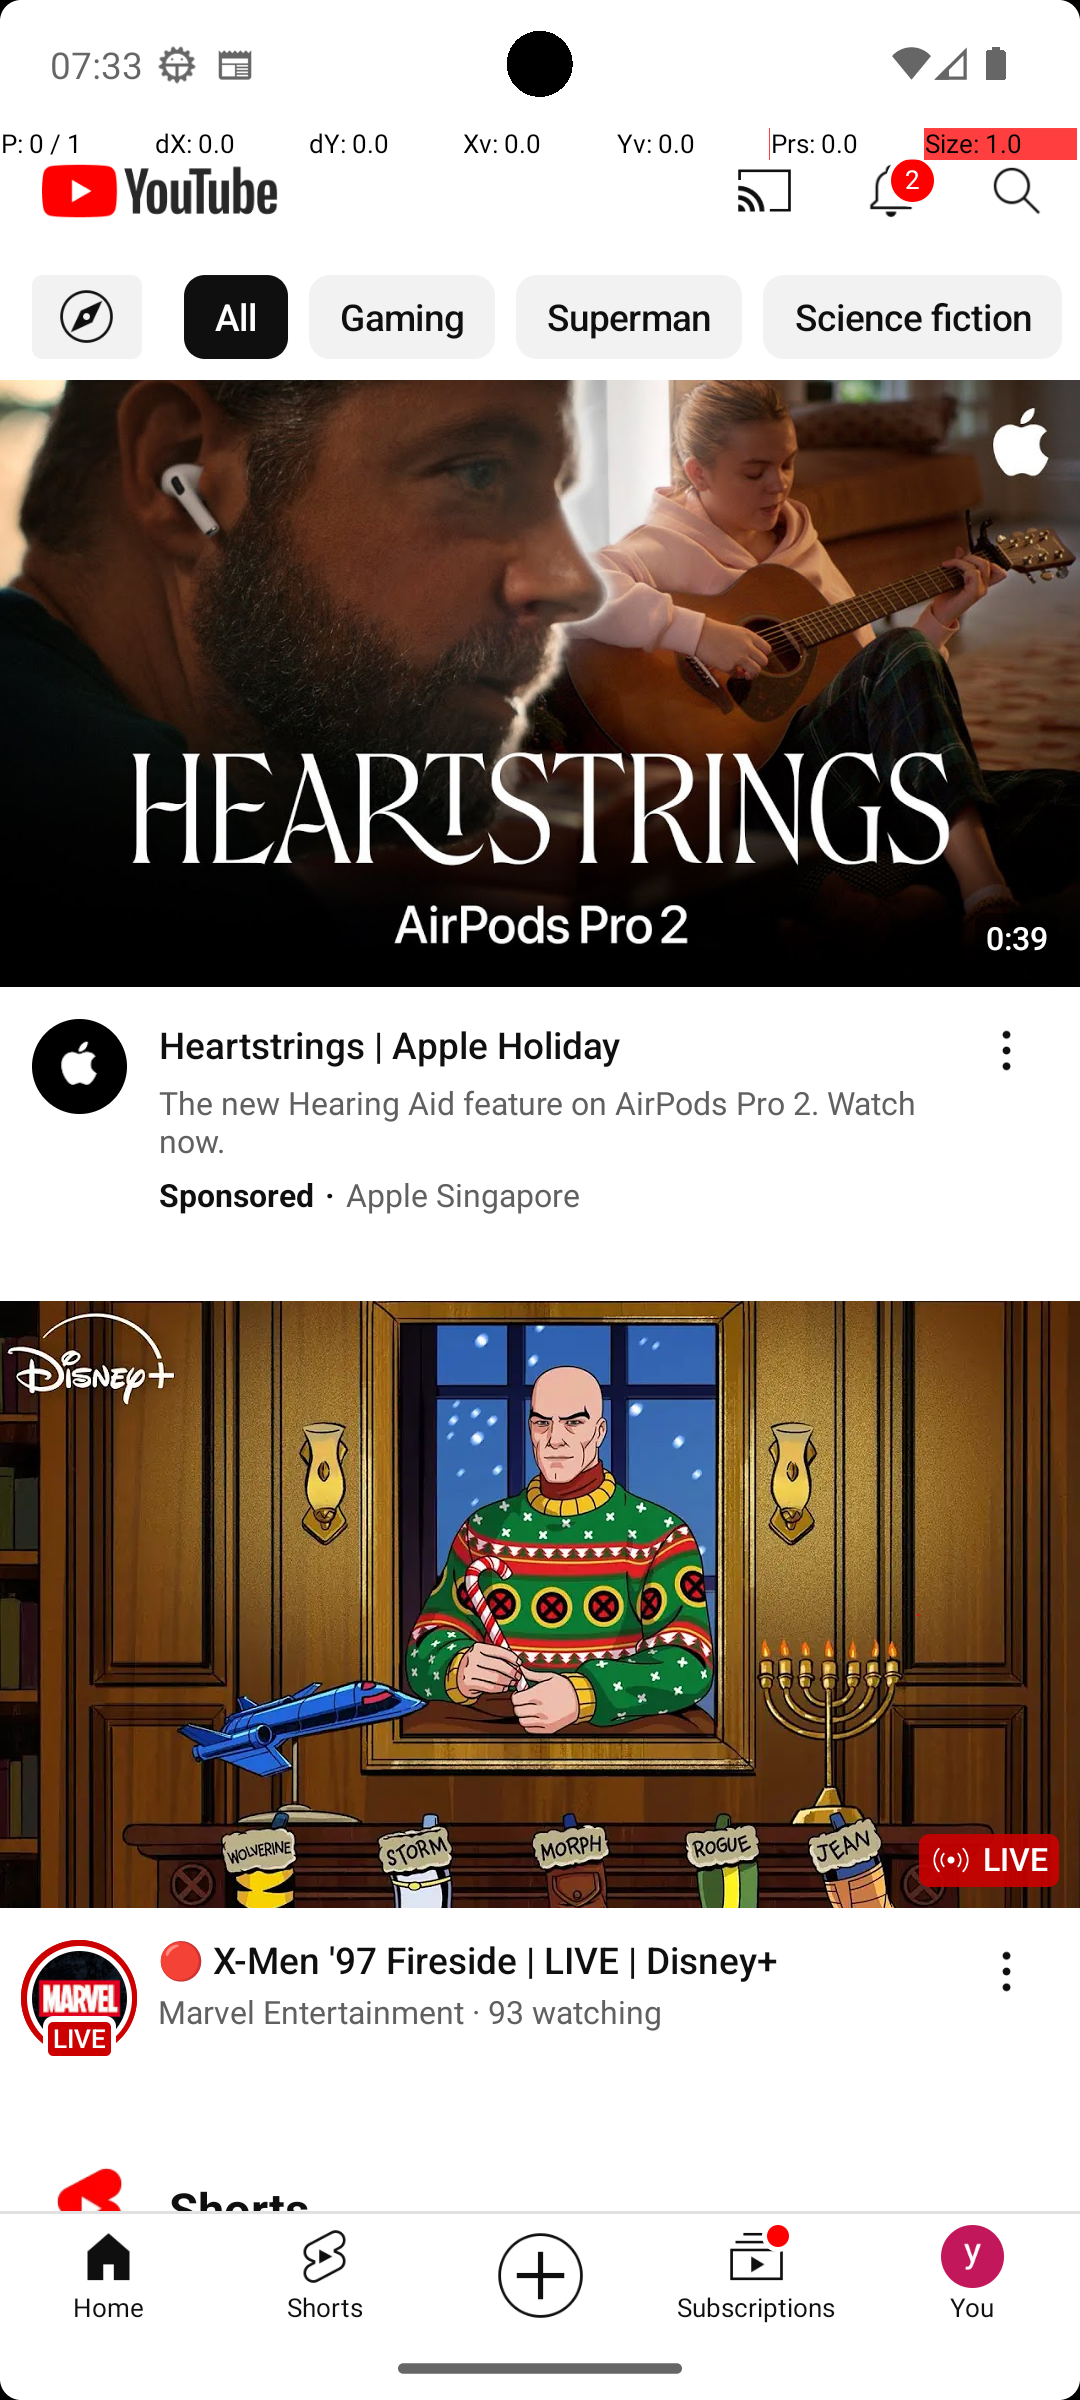 07:33
P: 0 / 1 dX: 0.0 dY: 0.0 Xv: 0.0 Yv: 0.0 Prs: 0.0 Size: 1.0
YouTube 2
All Gaming Superman Science fiction
HEARTSTRINGS
AirPods Pro 2
0:39
Heartstrings | Apple Holiday
The new Hearing Aid feature on AirPods Pro 2. Watch
now.
Sponsored · Apple Singapore
Disney+
WOLVERINE STORM MORPH ROGUE JEAN
LIVE
X-Men '97 Fireside | LIVE | Disney+
MARVEL
LIVE
Marvel Entertainment · 93 watching
Shorts
y
Home Shorts Subscriptions You